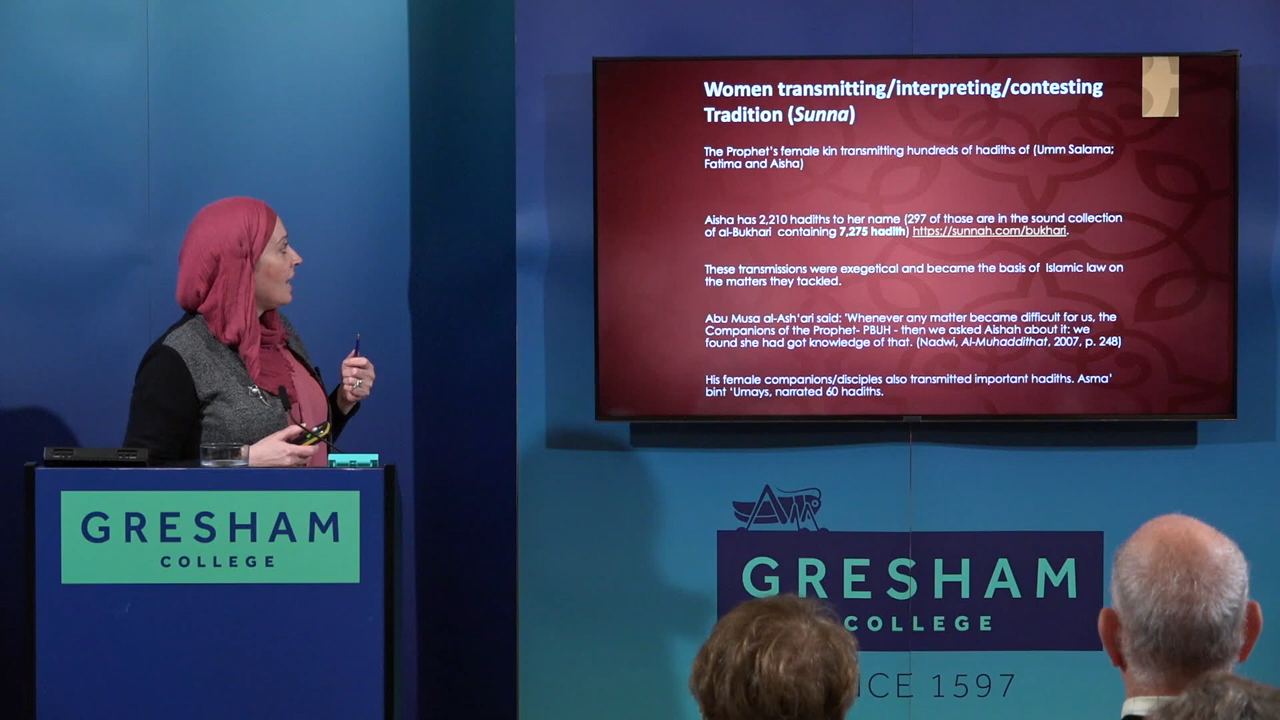 Women transmitting/interpreting/contesting
Tradition (Sunna)
The Prophet's female kin transmitting hundreds of hadiths of (Umm Salama;
Fatima and Aisha)
Aisha has 2,210 hadiths to her name (297 of those are in the sound collection
of al-Bukhari containing 7,275 hadith) https://sunnah.com/bukhari.
These transmissions were exegetical and became the basis of Islamic law on
the matters they tackled.
Abu Musa al-Ash'ari said: 'Whenever any matter became difficult for us, the
Companions of the Prophet- PBUH - then we asked Aishah about it: we
found she had got knowledge of that. (Nadwi, Al-Muhaddithat, 2007, p. 248)
His female companions/disciples also transmitted important hadiths. Asma'
bint 'Umays, narrated 60 hadiths.
GRESHAM
COLLEGE
GRESHAM
COLLEGE
1597